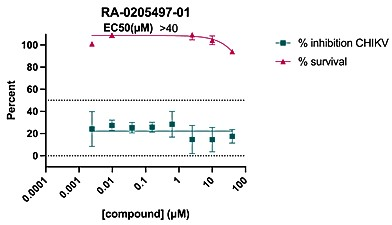 RA-0205497-01
EC50(μM) >40
% inhibition CHIKV
% survival
Percent
100
80
60
40
20
0
0.0001
0.001
0.01
0.1
1
10
100
[compound] (μM)